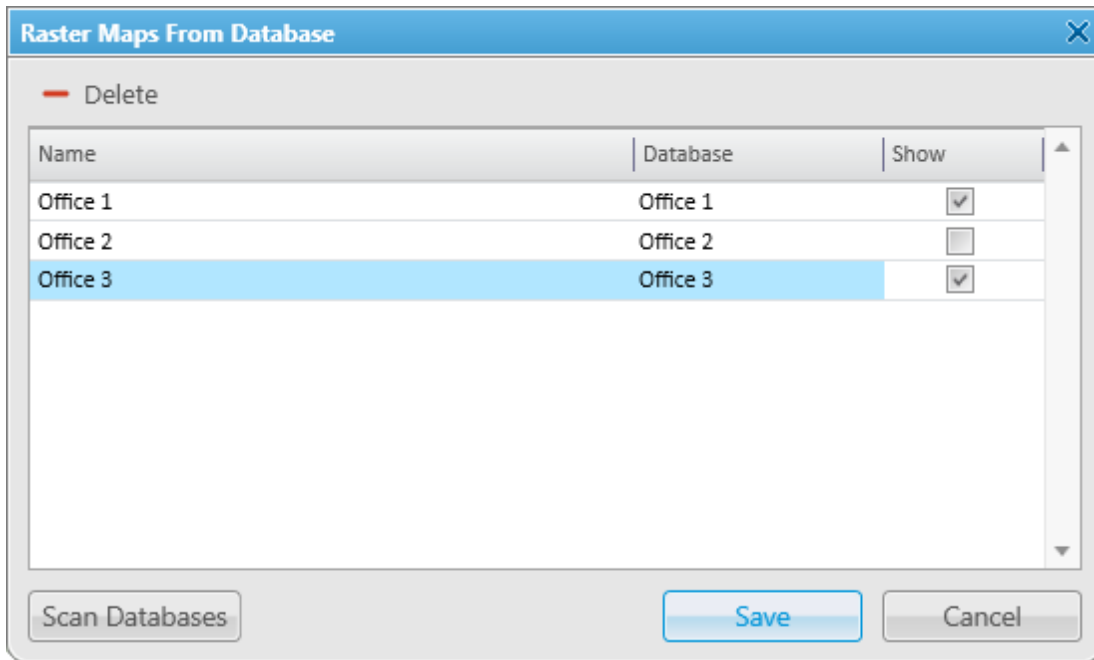 Raster Maps From Database
Delete
Name Database Show
Office 1 Office 1
Office 2 Office 2
Office 3 Office 3
Scan Databases Save Cancel